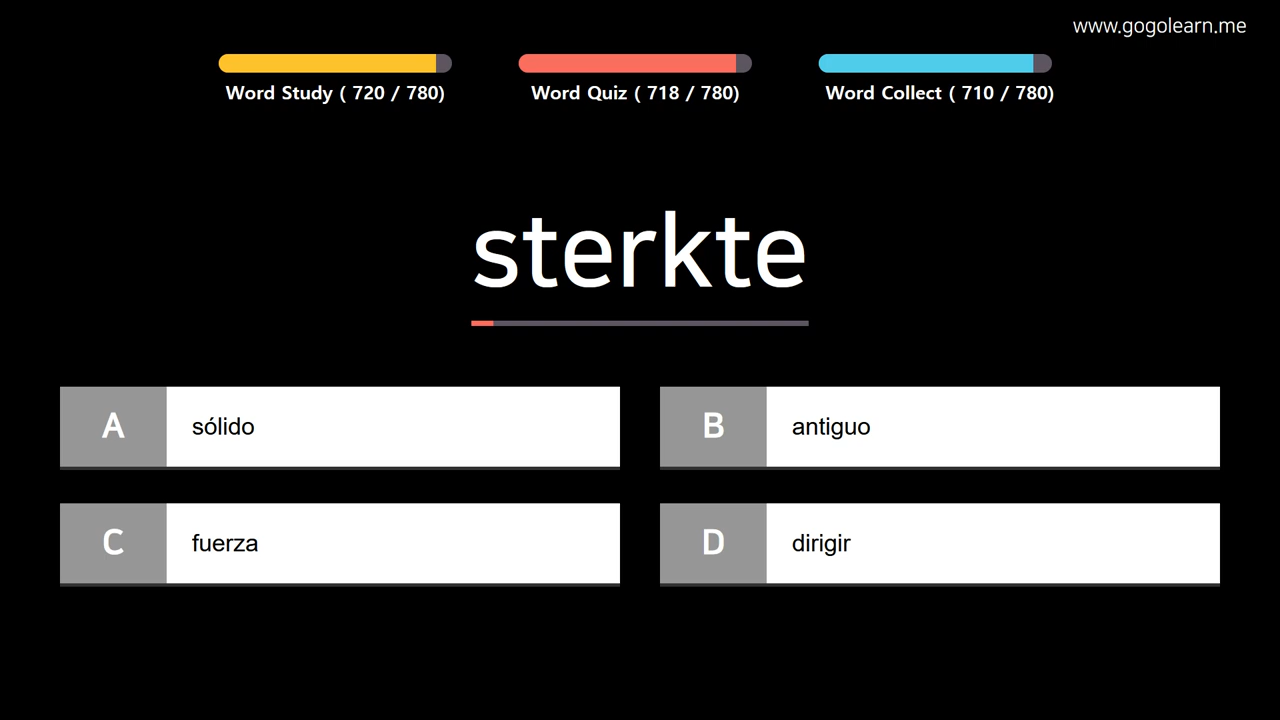 www.gogolearn.me
Word Study ( 720 / 780)
Word Quiz ( 718 / 780)
Word Collect ( 710 / 780)
sterkte
A sólido
B antiguo
C fuerza
D dirigir